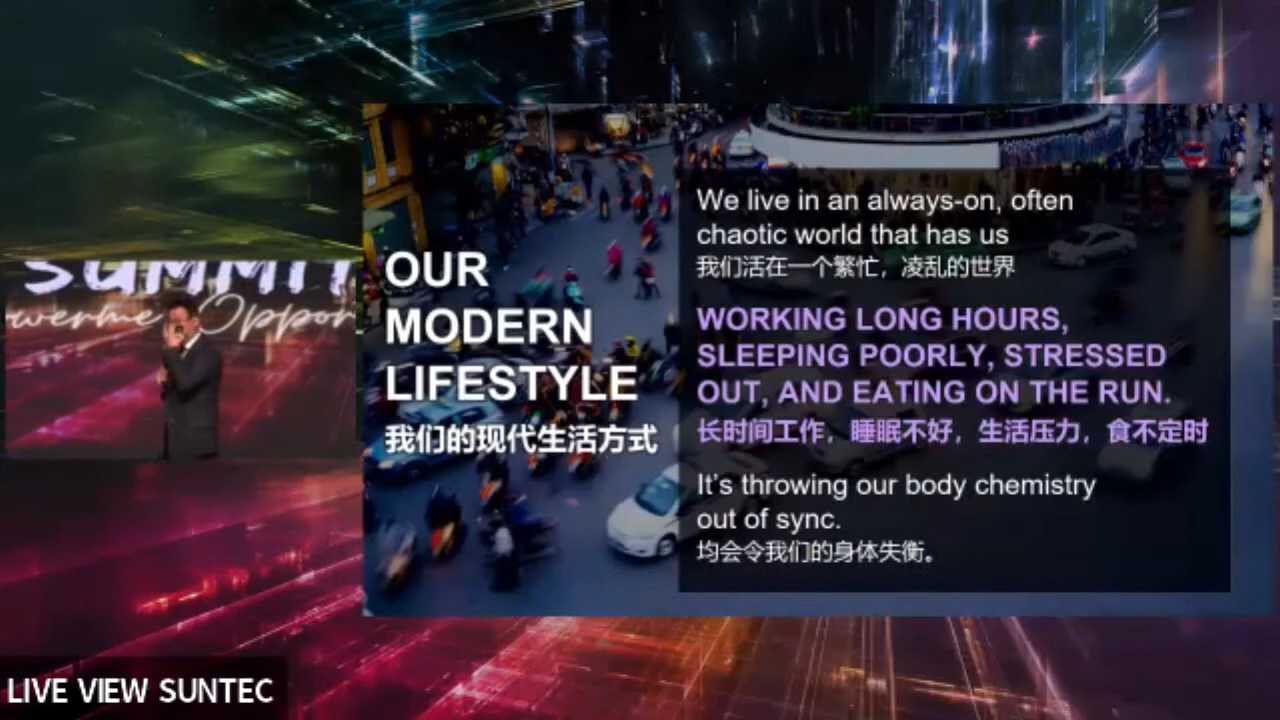 SUMMIT
Oppor
OUR
MODERN
LIFESTYLE
我们的现代生活方式
We live in an always-on, often
chaotic world that has us
我们活在一个繁忙，凌乱的世界
WORKING LONG HOURS,
SLEEPING POORLY, STRESSED
OUT, AND EATING ON THE RUN.
长时间工作，睡眠不好，生活压力，食不定时
It's throwing our body chemistry
out of sync.
均会令我们的身体失衡。
LIVE VIEW SUNTEC